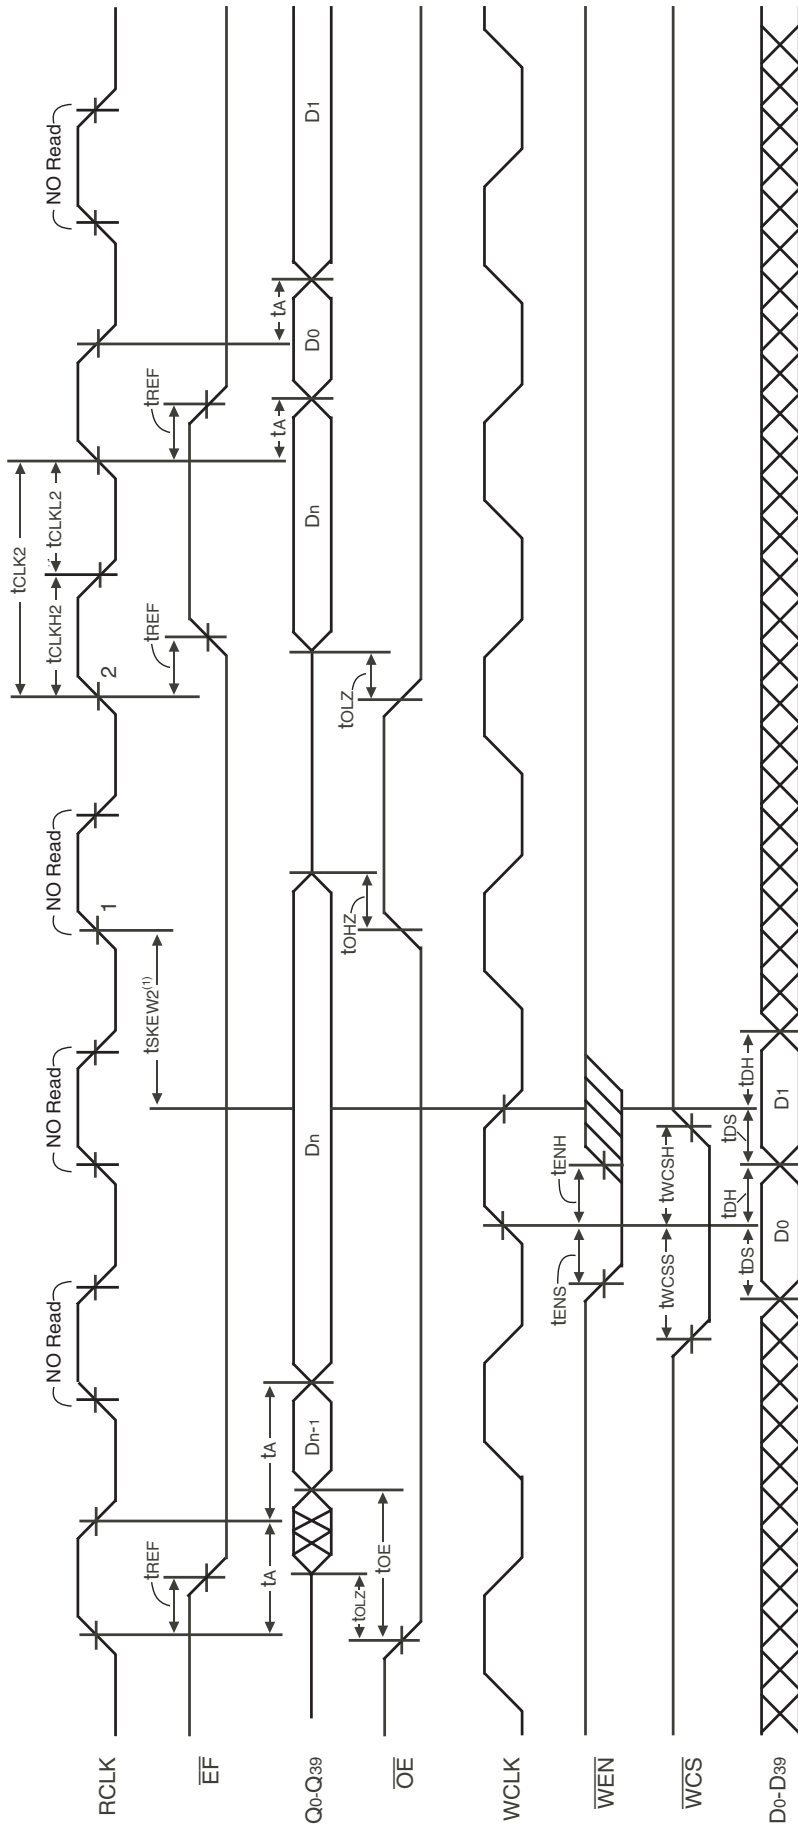 RCLK
NO Read
NO Read
NO Read
1
2
NO Read
tCLK2
tCLKH2
tCLKL2
tSKEW2(1)
EF
tREF
tREF
tREF
tA
tA
tA
tA
Q0-Q39
Dn-1
Dn
Dn
D0
D1
tOLZ
tOE
tOHZ
tOLZ
OE
WCLK
WEN
tENS
tENH
WCS
tWCSS
tWCSH
tDS
tDH
tDS
tDH
D0-D39
D0
D1